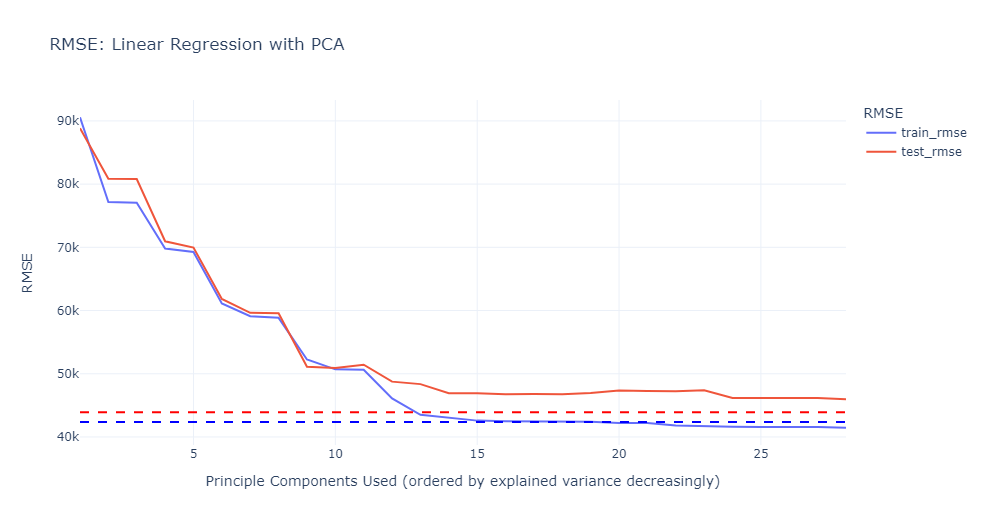 RMSE: Linear Regression with PCA
RMSE
train_rmse
test_rmse
90k
80k
70k
60k
50k
40k
RMSE
5
10
15
20
25
Principle Components Used (ordered by explained variance decreasingly)